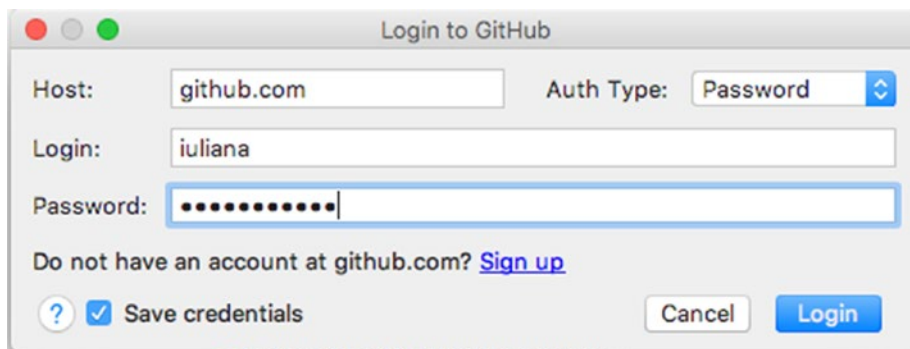 Login to GitHub
Host: github.com Auth Type: Password
Login: iuliana
Password: •••••••••••
Do not have an account at github.com? Sign up
? Save credentials Cancel Login